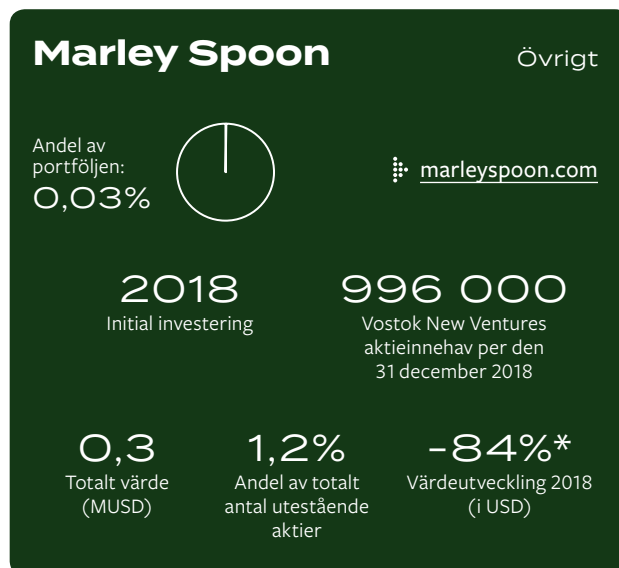 Marley Spoon
Övrigt
Andel av
portföljen:
0,03%
marleyspoon.com
2018
Initial investering
996 000
Vostok New Ventures
aktieinnehav per den
31 december 2018
0,3
Totalt värde
(MUSD)
1,2%
Andel av totalt
antal utestående
aktier
-84%*
Värdeutveckling 2018
(i USD)